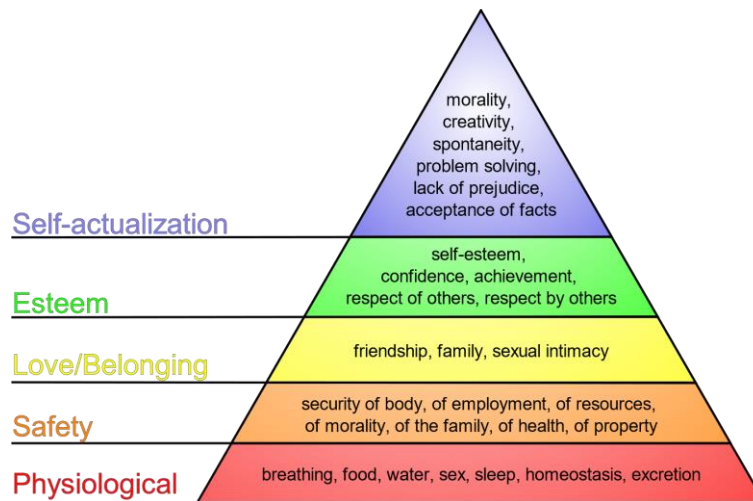 morality,
creativity,
spontaneity,
problem solving,
lack of prejudice,
acceptance of facts
Self-actualization
self-esteem,
confidence, achievement,
respect of others, respect by others
Esteem
friendship, family, sexual intimacy
Love/Belonging
security of body, of employment, of resources,
of morality, of the family, of health, of property
Safety
breathing, food, water, sex, sleep, homeostasis, excretion
Physiological